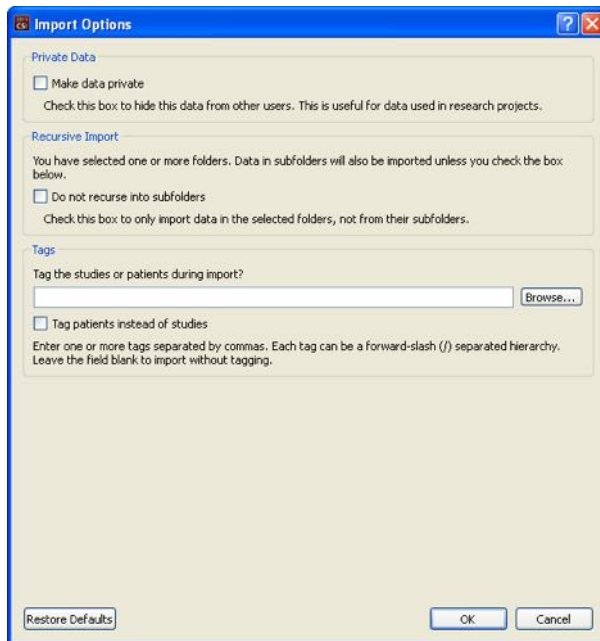 Import Options
Private Data
Make data private
Check this box to hide this data from other users. This is useful for data used in research projects.
Recursive Import
You have selected one or more folders. Data in subfolders will also be imported unless you check the box
below.
Do not recurse into subfolders
Check this box to only import data in the selected folders, not from their subfolders.
Tags
Tag the studies or patients during import?
Browse...
Tag patients instead of studies
Enter one or more tags separated by commas. Each tag can be a forward-slash (/) separated hierarchy.
Leave the field blank to import without tagging.
Restore Defaults
OK
Cancel